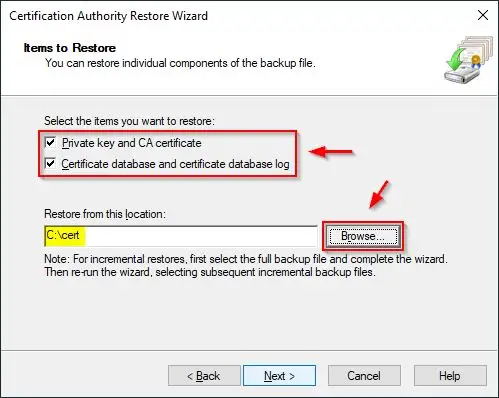 Certification Authority Restore Wizard
Items to Restore
You can restore individual components of the backup file.
Select the items you want to restore:
Private key and CA certificate
Certificate database and certificate database log
Restore from this location:
C:\cert
Browse...
Note: For incremental restores, first select the full backup file and complete the wizard.
Then re-run the wizard, selecting subsequent incremental backup files.
< Back
Next >
Cancel
Help